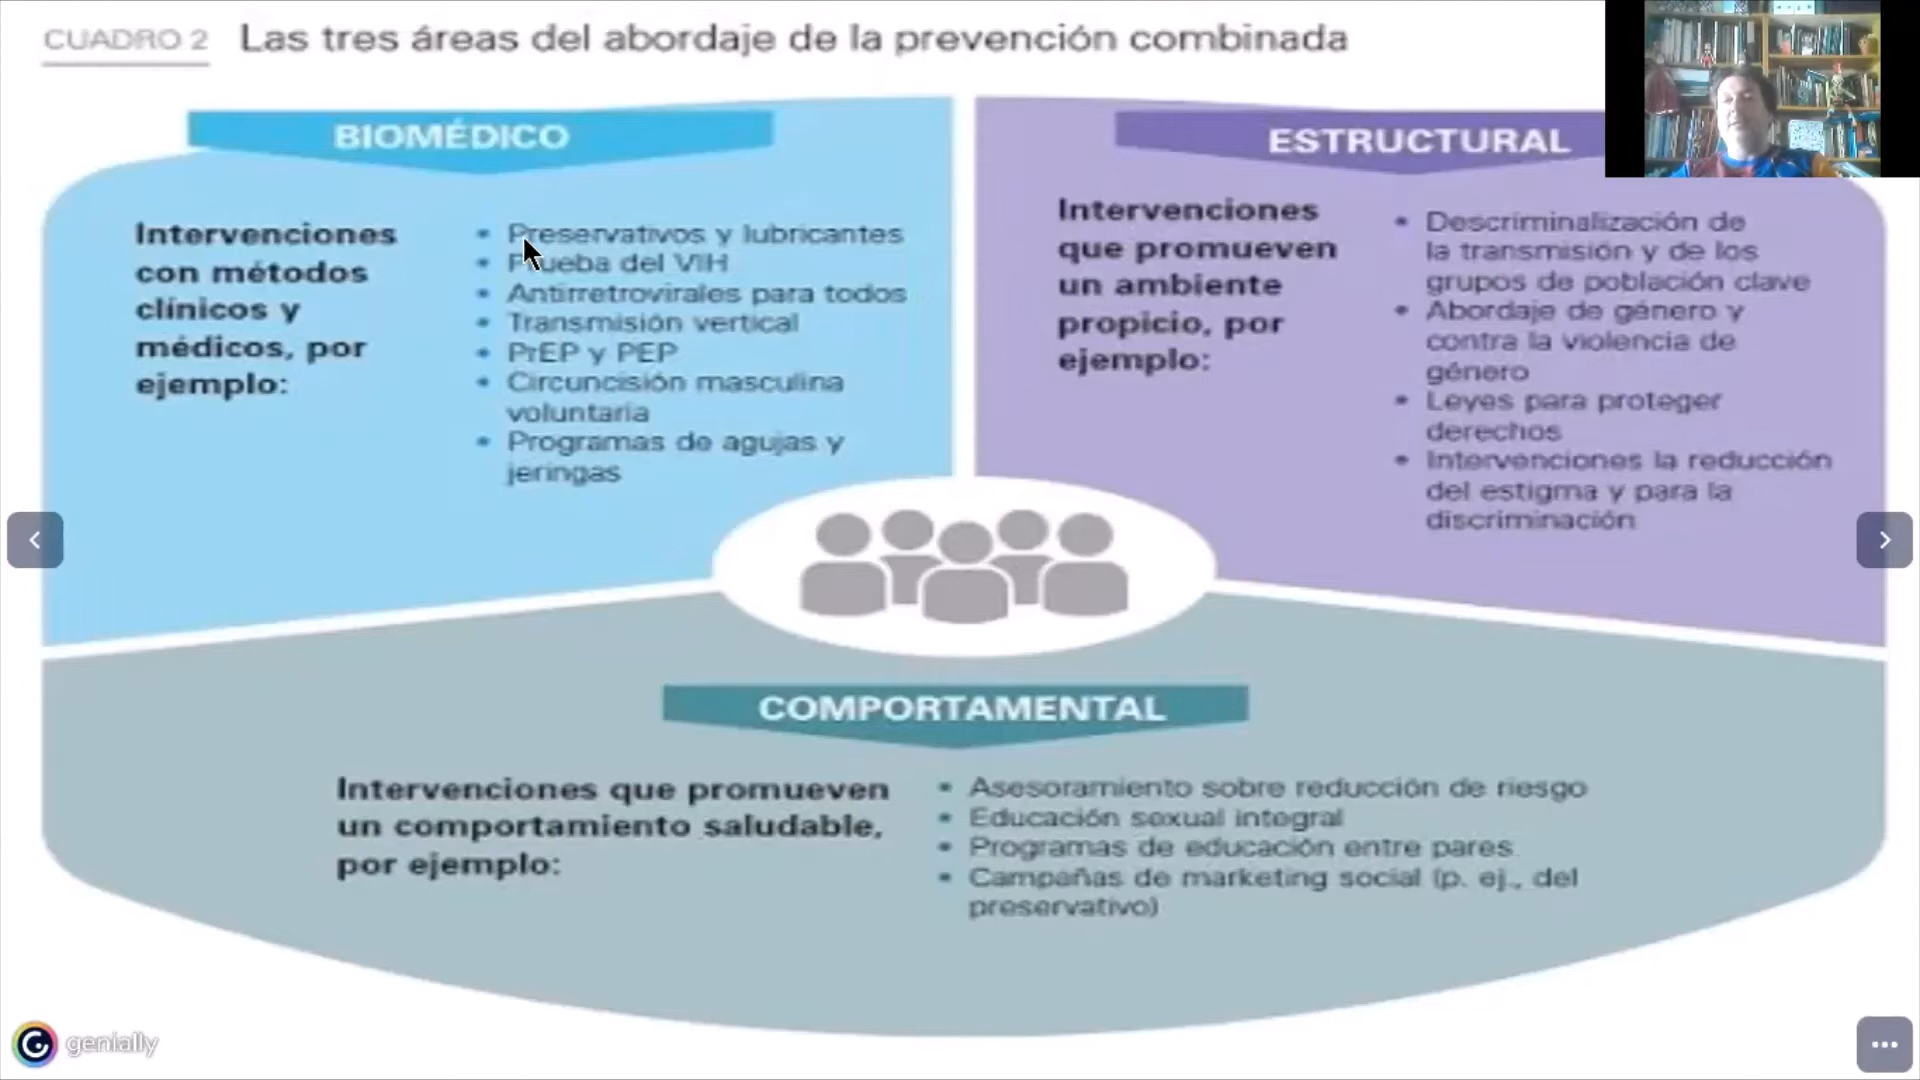 CUADRO 2 Las tres áreas del abordaje de la prevención combinada
BIOMÉDICO
Intervenciones
con métodos
clínicos y
médicos, por
ejemplo:
• Preservativos y lubricantes
• Prueba del VIH
• Antirretrovirales para todos
• Transmisión vertical
• PrEP y PEP
• Circuncisión masculina
voluntaria
• Programas de agujas y
jeringas
ESTRUCTURAL
Intervenciones
que promueven
un ambiente
propicio, por
ejemplo:
• Descriminalización de
la transmisión y de los
grupos de población clave
• Abordaje de género y
contra la violencia de
género
• Leyes para proteger
derechos
• Intervenciones la reducción
del estigma y para la
discriminación
COMPORTAMENTAL
Intervenciones que promueven
un comportamiento saludable,
por ejemplo:
• Asesoramiento sobre reducción de riesgo
• Educación sexual integral
• Programas de educación entre pares
• Campañas de marketing social (p. ej., del
preservativo)
genially